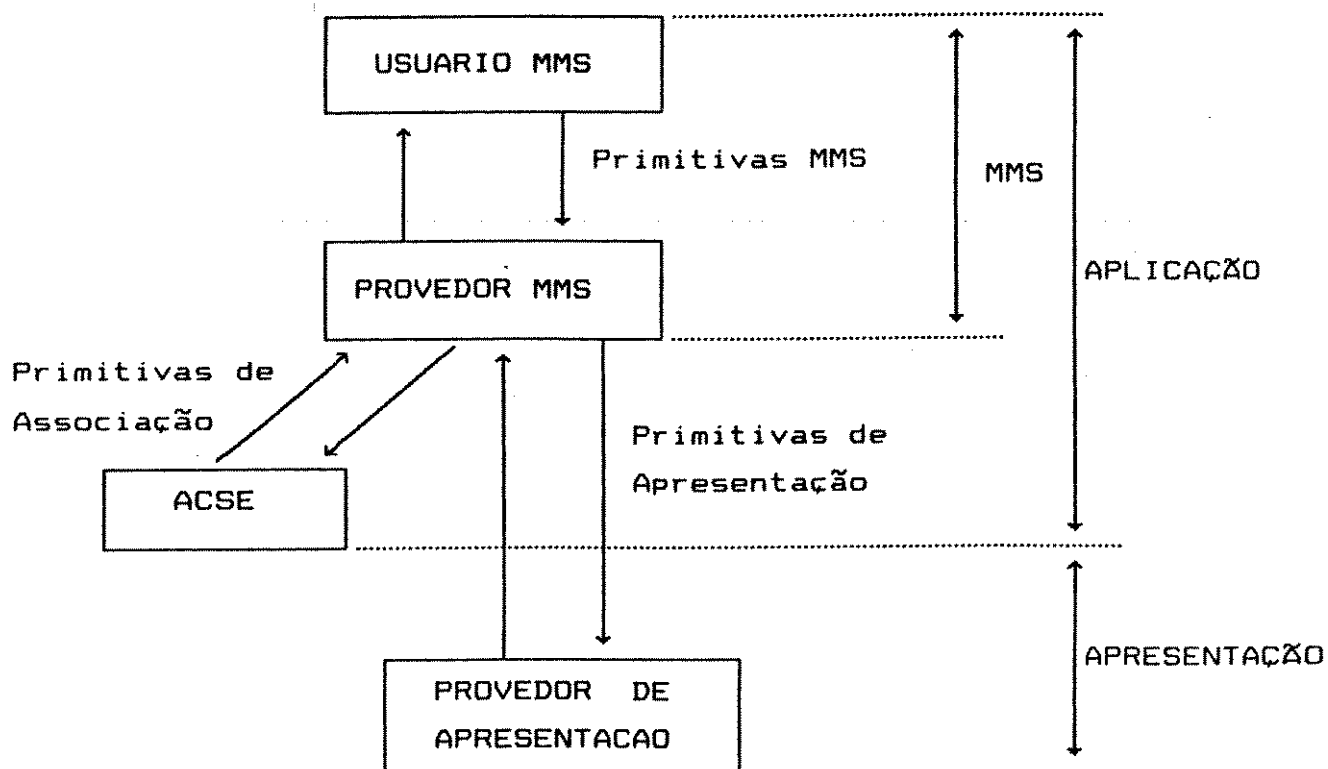 USUARIO MMS
Primitivas MMS
MMS
PROVEDOR MMS
APLICAÇÃO
Primitivas de
Associação
Primitivas de
Apresentação
ACSE
APRESENTAÇÃO
PROVEDOR DE
APRESENTACAO